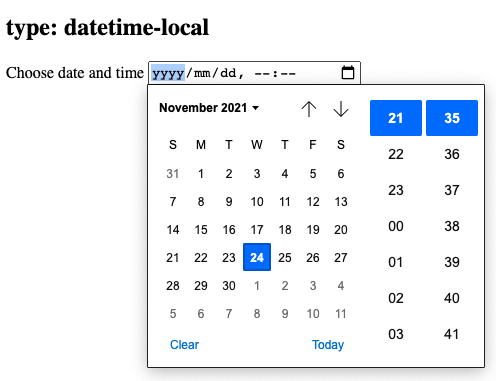 type: datetime-local
Choose date and time yyyy/mm/dd, --:--
November 2021
S M T W T F S
31 1 2 3 4 5 6
7 8 9 10 11 12 13
14 15 16 17 18 19 20
21 22 23 24 25 26 27
28 29 30 1 2 3 4
5 6 7 8 9 10 11
Clear Today
21 35
22 36
23 37
00 38
01 39
02 40
03 41